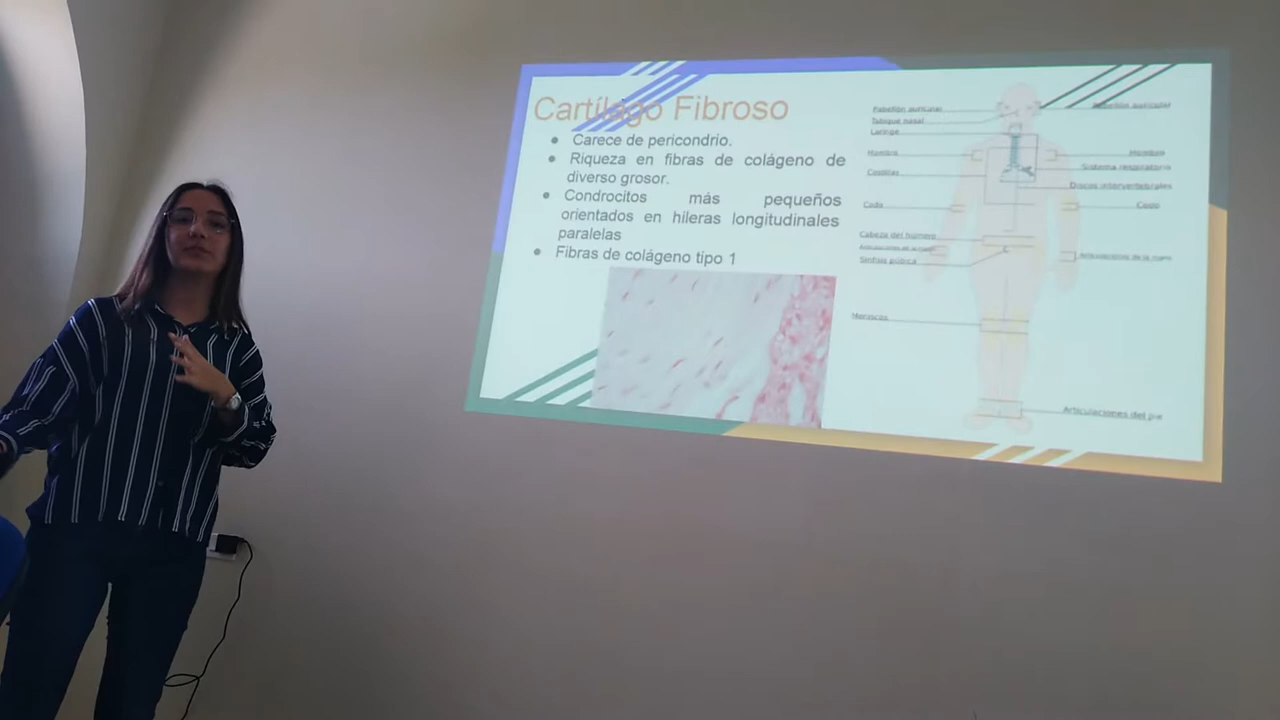 Cartílago Fibroso
Carece de pericondrio.
Riqueza en fibras de colágeno de
diverso grosor.
Condrocitos más pequeños
orientados en hileras longitudinales
paralelas
Fibras de colágeno tipo 1
Pabellón auricular
Tabique nasal
Laringe
Hombro
Costillas
Codo
Cabeza del húmero
Sínfisis púbica
Meniscos
Pabellón auricular
Hombro
Sistema respiratorio
Discos intervertebrales
Codo
Articulaciones de la mano
Articulaciones del pie